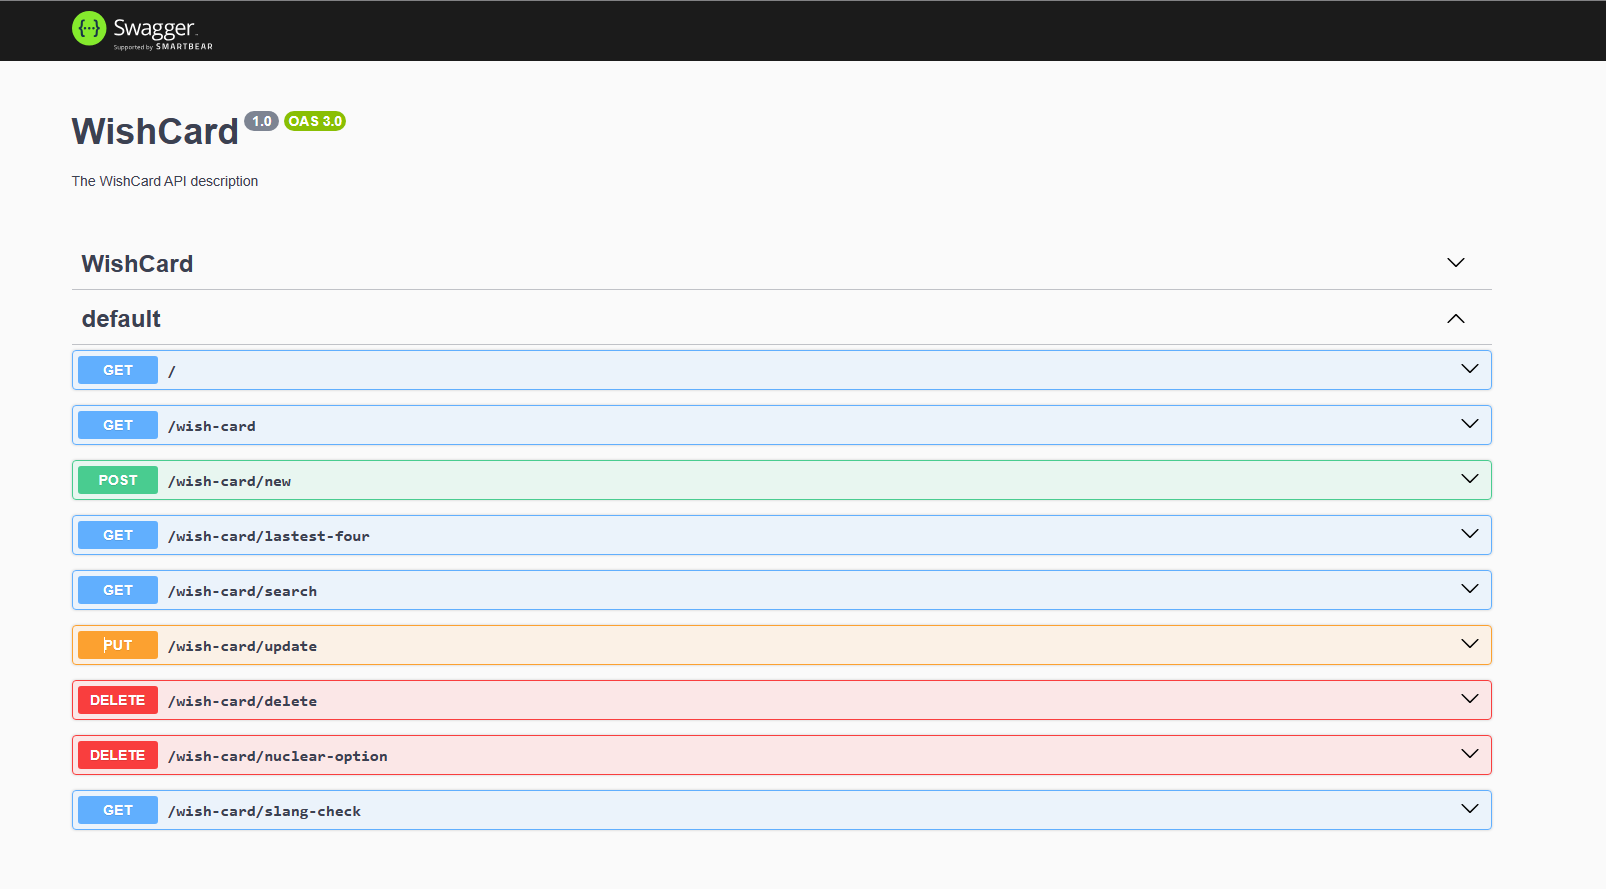 Swagger
Supported by SMARTBEAR
WishCard 1.0 OAS 3.0
The WishCard API description
WishCard
default
GET /
GET /wish-card
POST /wish-card/new
GET /wish-card/lastest-four
GET /wish-card/search
PUT /wish-card/update
DELETE /wish-card/delete
DELETE /wish-card/nuclear-option
GET /wish-card/slang-check